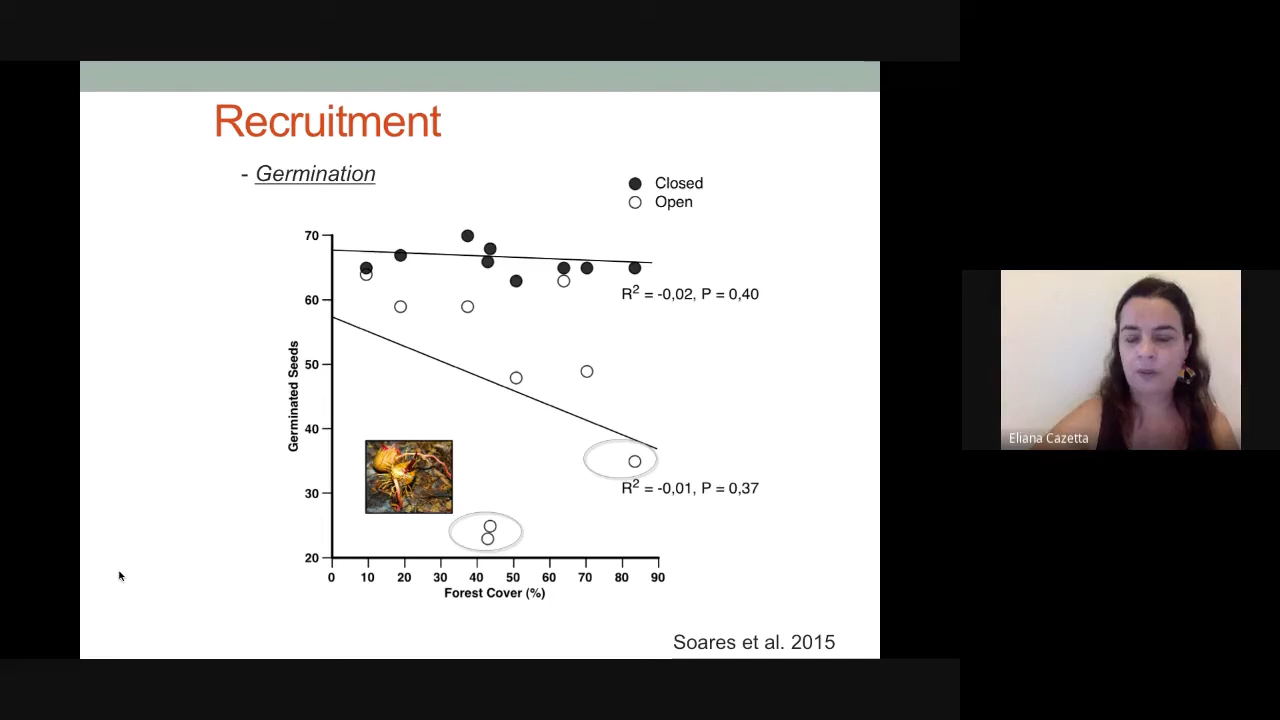 Recruitment
- Germination
Closed
Open
70
60
50
40
30
20
Germinated Seeds
R2 = -0,02, P = 0,40
R2 = -0,01, P = 0,37
0 10 20 30 40 50 60 70 80 90
Forest Cover (%)
Soares et al. 2015
Eliana Cazetta